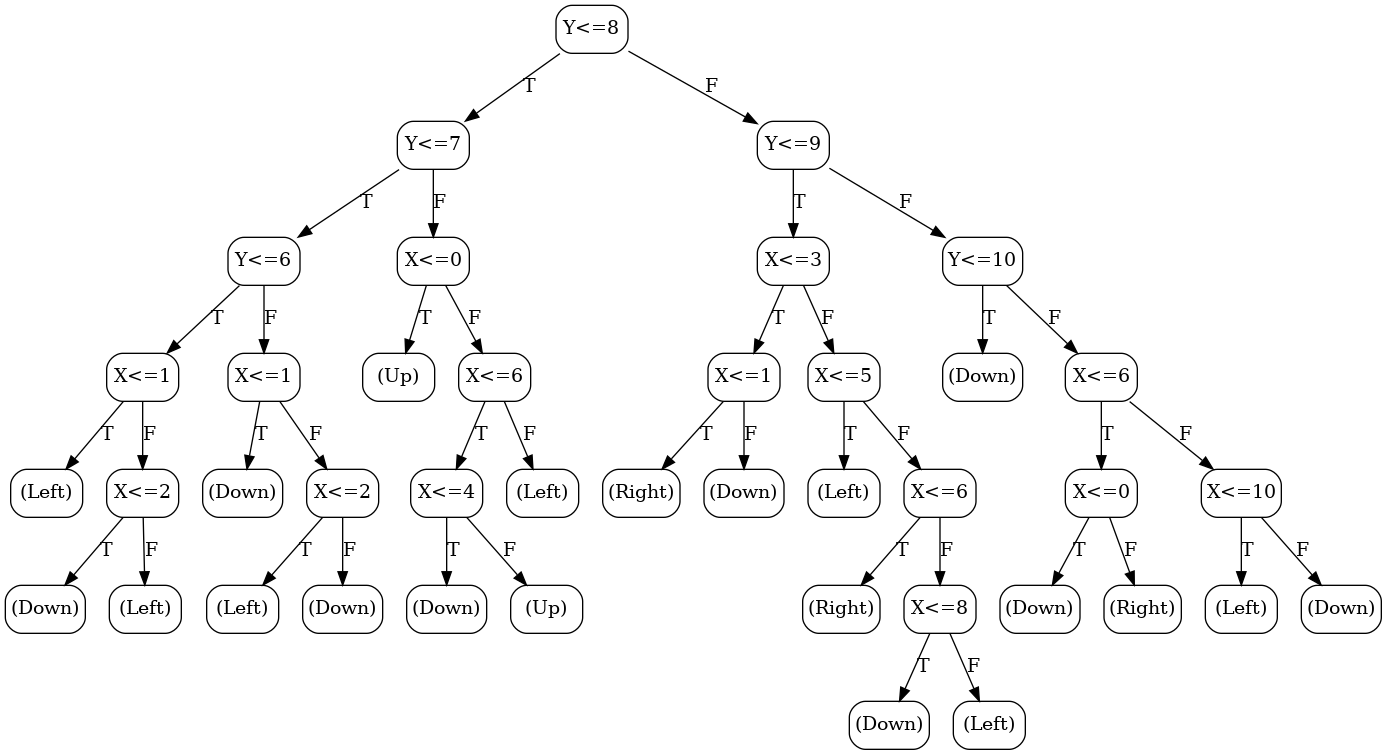 Y<=8
T
F
Y<=7
Y<=9
T
F
T
F
Y<=6
X<=0
X<=3
Y<=10
T
F
T
F
T
F
T
F
X<=1
X<=1
(Up)
X<=6
X<=1
X<=5
(Down)
X<=6
T
F
T
F
T
F
T
F
T
F
T
F
(Left)
X<=2
(Down)
X<=2
X<=4
(Left)
(Right)
(Down)
(Left)
X<=6
X<=0
X<=10
T
F
T
F
T
F
T
F
T
F
T
F
(Down)
(Left)
(Left)
(Down)
(Down)
(Up)
(Right)
X<=8
(Down)
(Right)
(Left)
(Down)
T
F
(Down)
(Left)